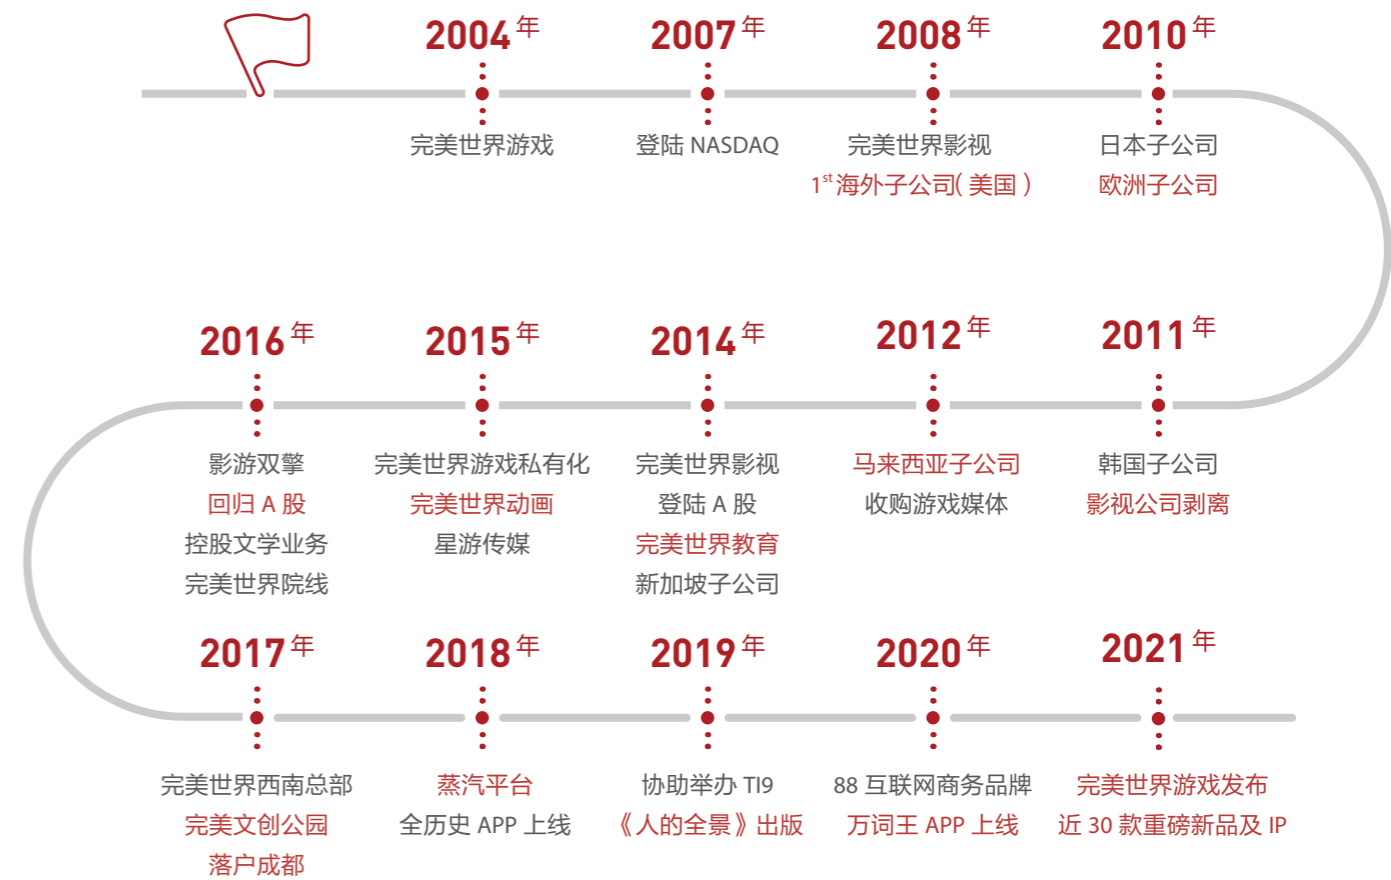 2004年
完美世界游戏
2007年
登陆 NASDAQ
2008年
完美世界影视
1st海外子公司( 美国 )
2010年
日本子公司
欧洲子公司
2011年
韩国子公司
影视公司剥离
2012年
马来西亚子公司
收购游戏媒体
2014年
完美世界影视
登陆 A 股
完美世界教育
新加坡子公司
2015年
完美世界游戏私有化
完美世界动画
星游传媒
2016年
影游双擎
回归 A 股
控股文学业务
完美世界院线
2017年
完美世界西南总部
完美文创公园
落户成都
2018年
蒸汽平台
全历史 APP 上线
2019年
协助举办 TI9
《人的全景》出版
2020年
88 互联网商务品牌
万词王 APP 上线
2021年
完美世界游戏发布
近 30 款重磅新品及 IP